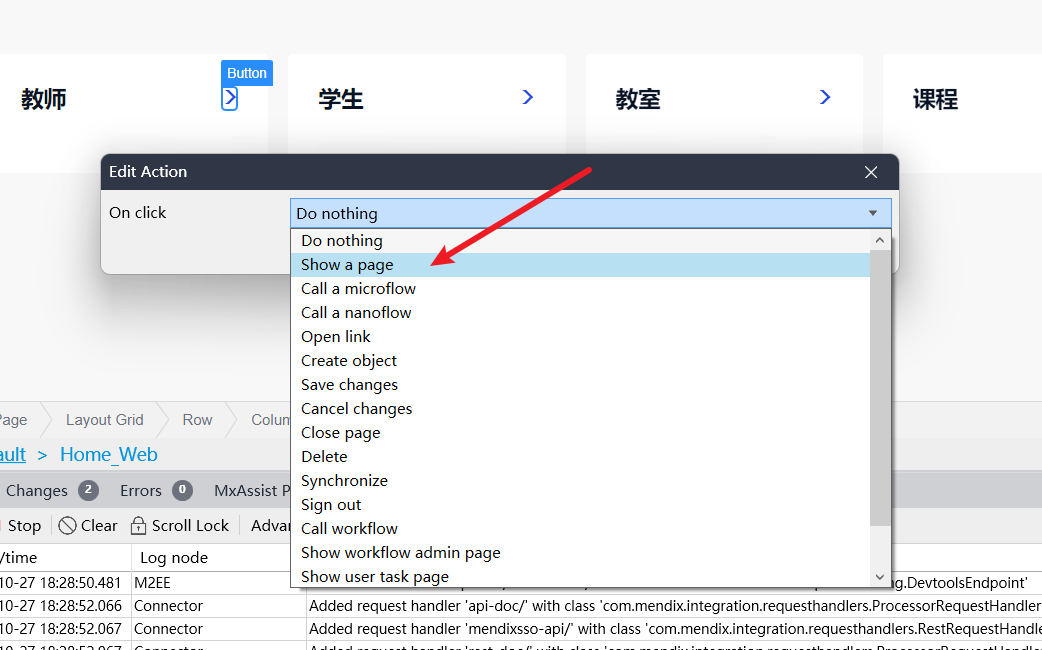 Button
教师
学生
教室
课程
Edit Action
On click
Do nothing
Do nothing
Show a page
Call a microflow
Call a nanoflow
Open link
Create object
Save changes
Cancel changes
Close page
Delete
Synchronize
Sign out
Call workflow
Show workflow admin page
Show user task page
Page Layout Grid Row Colum
ault > Home_Web
Changes 2 Errors 0 MxAssist P
Stop Clear Scroll Lock Advan
/time Log node
10-27 18:28:50.481 M2EE ng.DevtoolsEndpoint'
10-27 18:28:52.066 Connector Added request handler 'api-doc/' with class 'com.mendix.integration.requesthandlers.ProcessorRequestHandler
10-27 18:28:52.067 Connector Added request handler 'mendixsso-api/' with class 'com.mendix.integration.requesthandlers.RestRequestHandle